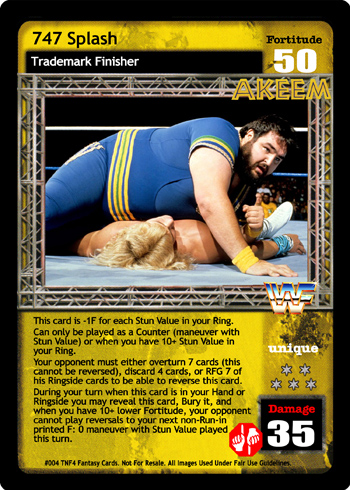 747 Splash
Fortitude
50
Trademark Finisher
AKEEM
WF
This card is -1F for each Stun Value in your Ring.
Can only be played as a Counter (maneuver with
Stun Value) or when you have 10+ Stun Value in
your Ring.
Your opponent must either overturn 7 cards (this
cannot be reversed), discard 4 cards, or RFG 7 of
his Ringside cards to be able to reverse this card.
During your turn when this card is in your Hand or
Ringside you may reveal this card, Bury it, and
when you have 10+ lower Fortitude, your opponent
cannot play reversals to your next non-Run-in
printed F: 0 maneuver with Stun Value played
this turn.
unique
Damage
35
#004 TNF4 Fantasy Cards. Not For Resale. All Images Used Under Fair Use Guidelines.